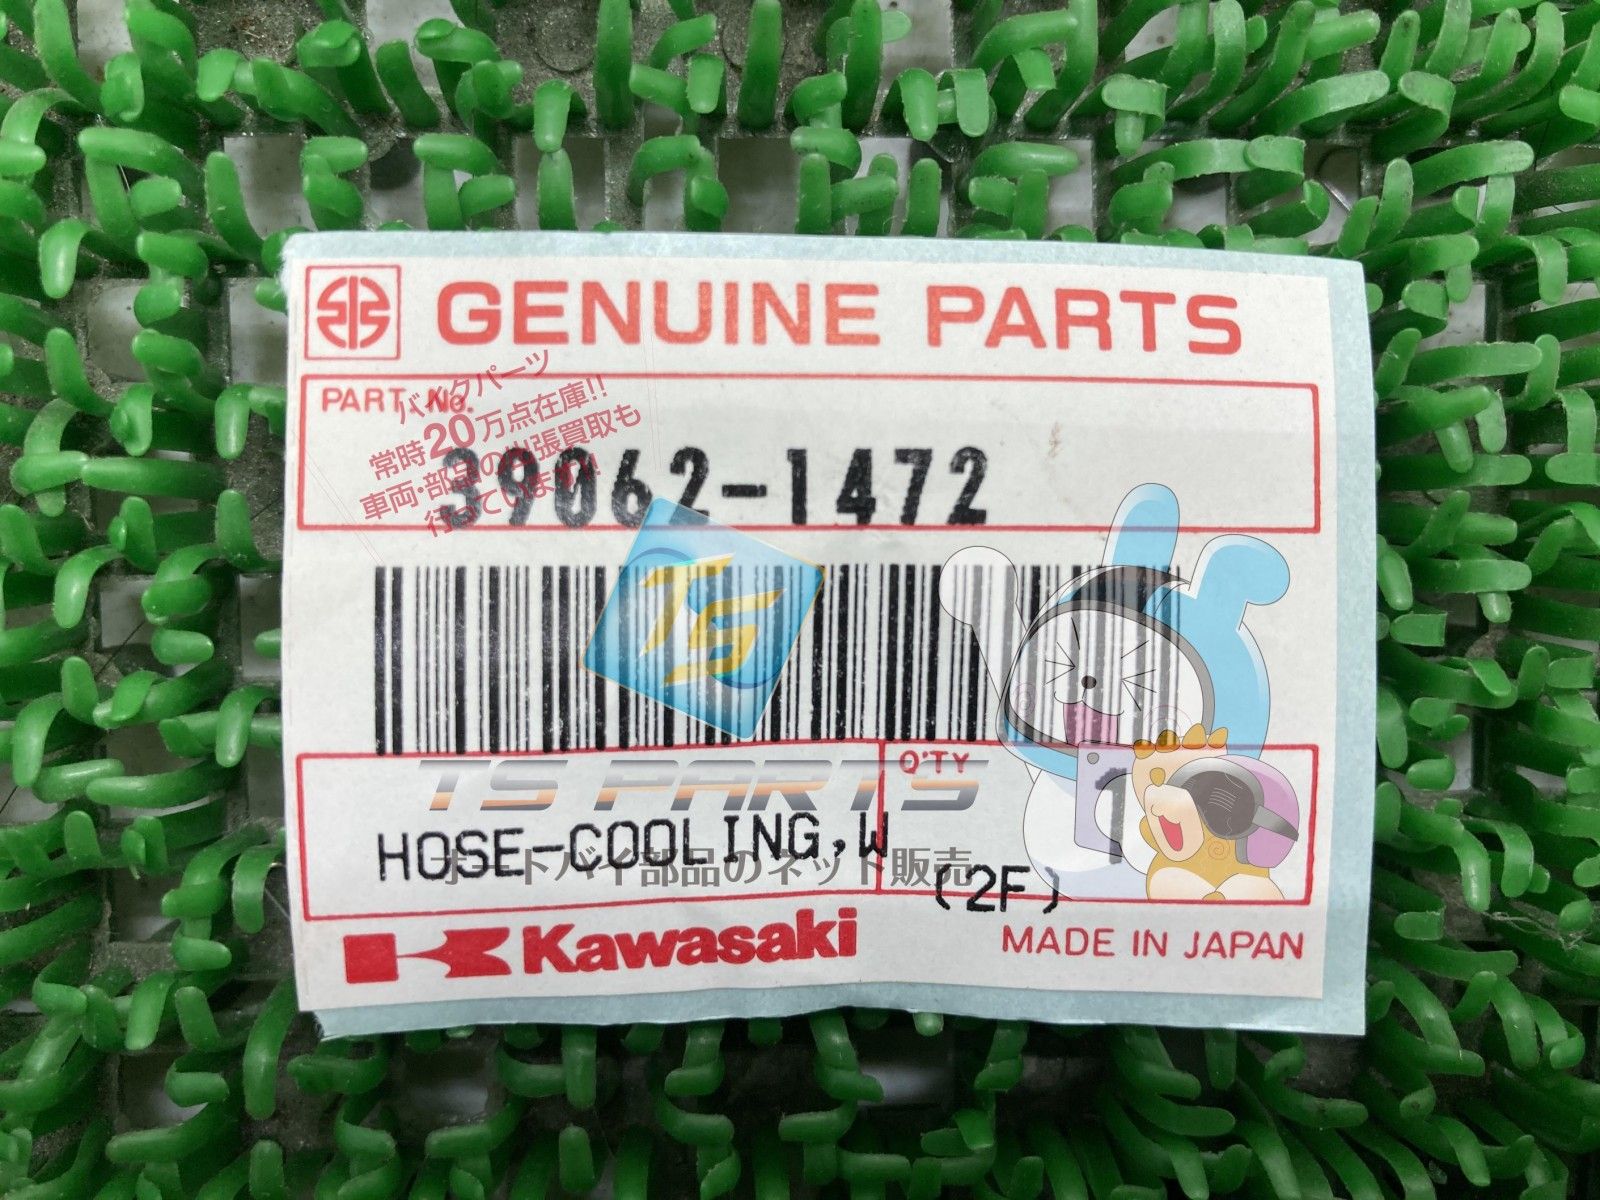 GENUINE PARTS
PART No.
バイクパーツ
常時20万点在庫!!
車両・部品の出張買取も
行っています!!
39062-1472
TS
TS PARTS
Q'TY
1
HOSE-COOLING,W
オートバイ部品のネット販売
(2F)
Kawasaki
MADE IN JAPAN